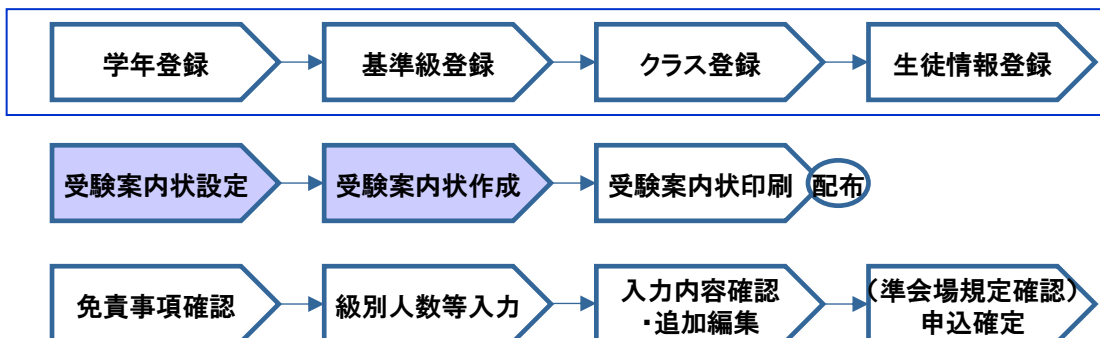 学年登録
基準級登録
クラス登録
生徒情報登録
受験案内状設定
受験案内状作成
受験案内状印刷
配布
免責事項確認
級別人数等入力
入力内容確認
・追加編集
(準会場規定確認)
申込確定